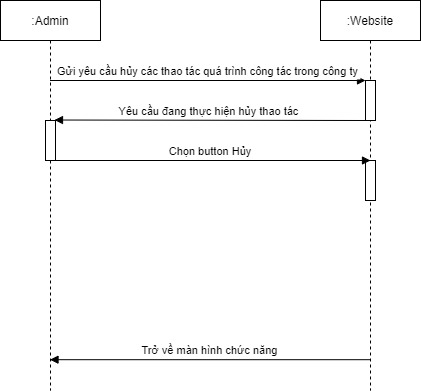 :Admin
:Website
Gửi yêu cầu hủy các thao tác quá trình công tác trong công ty
Yêu cầu đang thực hiện hủy thao tác
Chọn button Hủy
Trở về màn hình chức năng